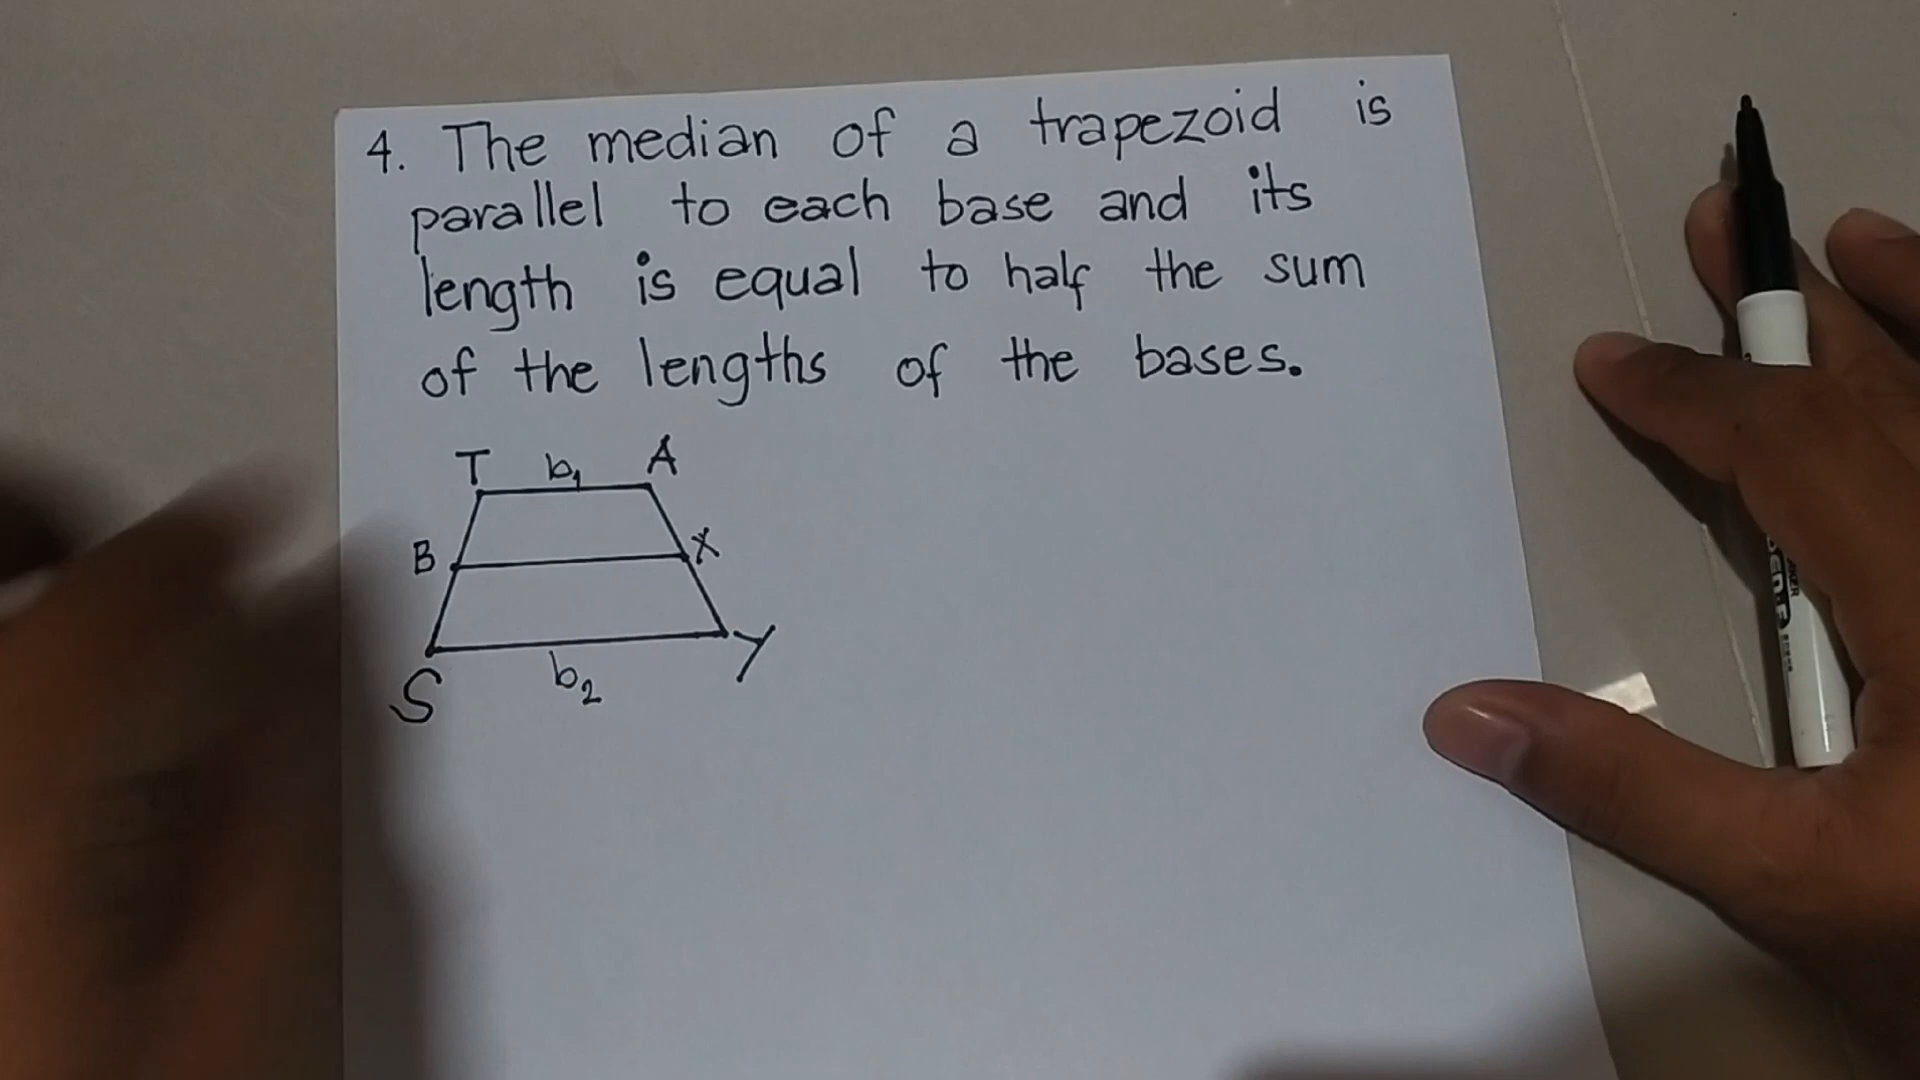 4. The median of a trapezoid is
parallel to each base and its
length is equal to half the sum
of the lengths of the bases.
T b₁ A
B X
S b₂ Y